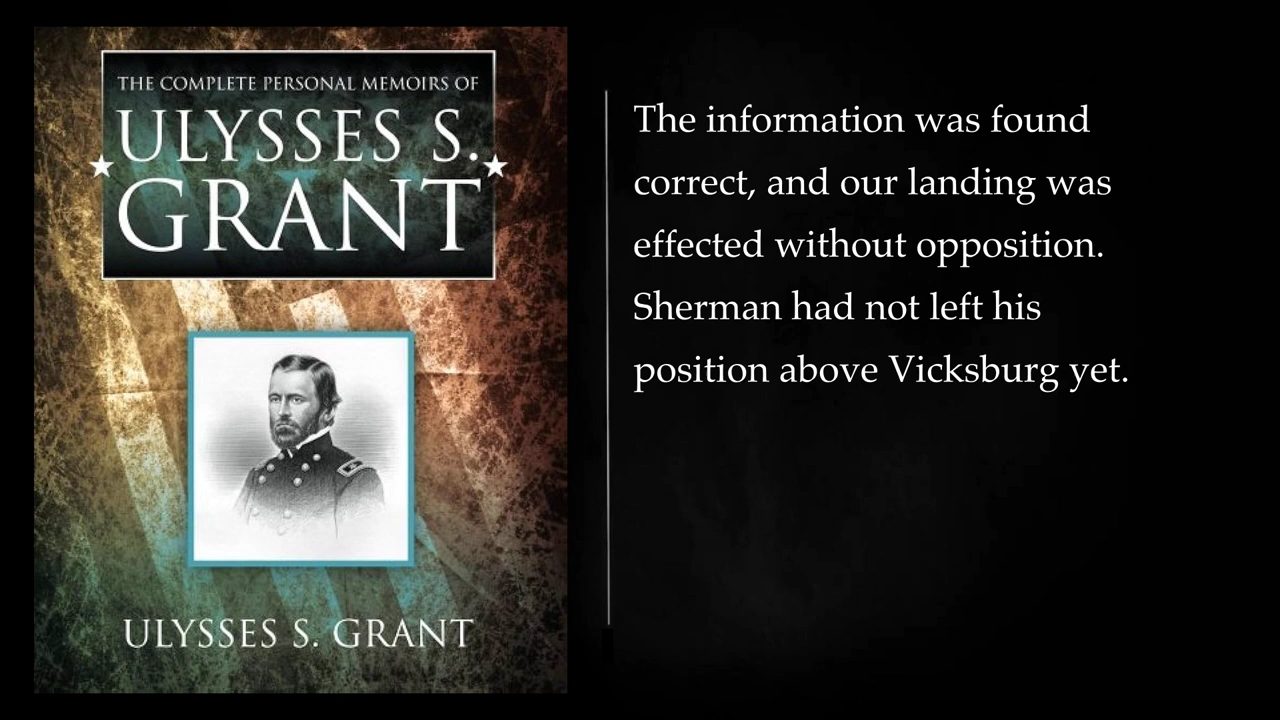 THE COMPLETE PERSONAL MEMOIRS OF
ULYSSES S.
GRANT
ULYSSES S. GRANT
The information was found
correct, and our landing was
effected without opposition.
Sherman had not left his
position above Vicksburg yet.